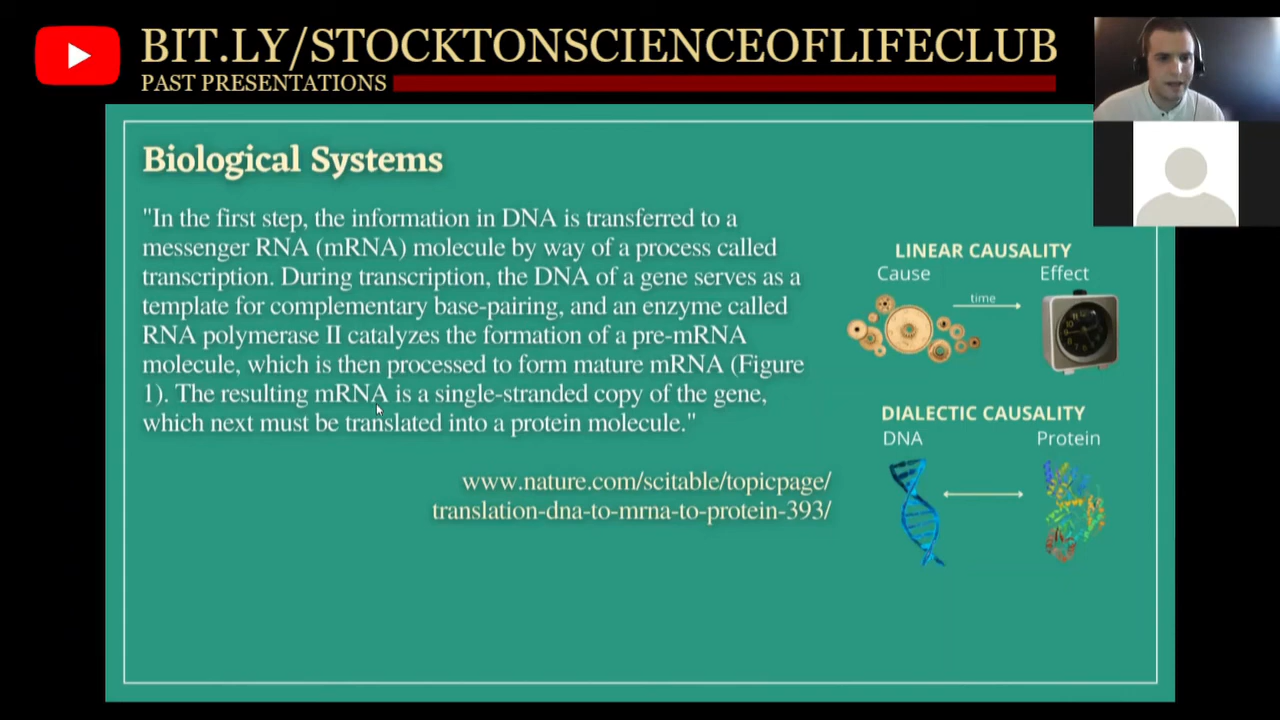 BIT.LY/STOCKTONSCIENCEOFLIFECLUB
PAST PRESENTATIONS
Biological Systems
"In the first step, the information in DNA is transferred to a
messenger RNA (mRNA) molecule by way of a process called
transcription. During transcription, the DNA of a gene serves as a
template for complementary base-pairing, and an enzyme called
RNA polymerase II catalyzes the formation of a pre-mRNA
molecule, which is then processed to form mature mRNA (Figure
1). The resulting mRNA is a single-stranded copy of the gene,
which next must be translated into a protein molecule."
www.nature.com/scitable/topicpage/
translation-dna-to-mrna-to-protein-393/
LINEAR CAUSALITY
Cause Effect
time
DIALECTIC CAUSALITY
DNA Protein